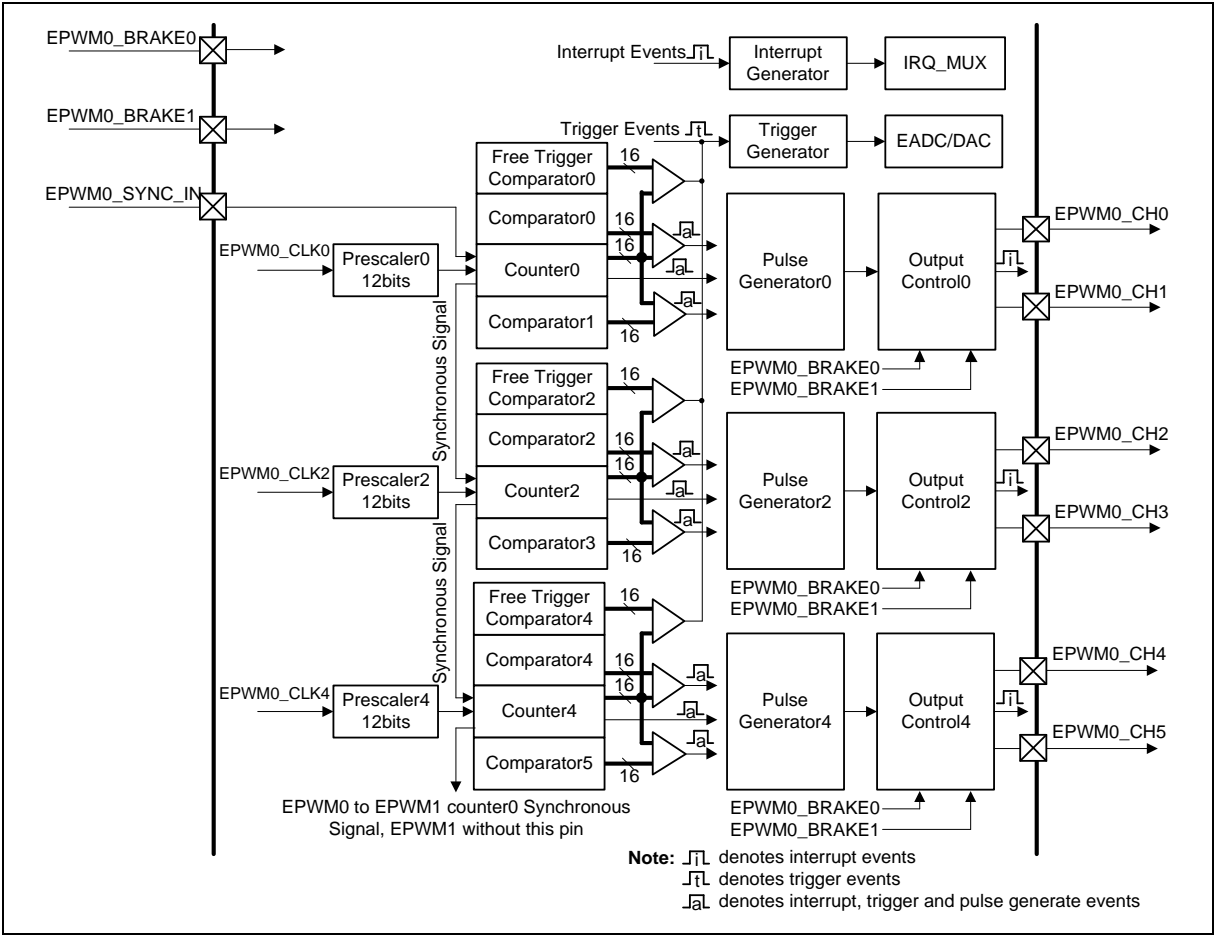 EPWM0_BRAKE0
EPWM0_BRAKE1
EPWM0_SYNC_IN
Interrupt Events i
Interrupt
Generator
IRQ_MUX
Trigger Events t
Trigger
Generator
EADC/DAC
EPWM0_CLK0
Prescaler0
12bits
Synchronous Signal
Free Trigger
Comparator0
Comparator0
Counter0
Comparator1
16
16
16
16
a
a
a
Pulse
Generator0
Output
Control0
i
EPWM0_CH0
EPWM0_CH1
EPWM0_BRAKE0
EPWM0_BRAKE1
EPWM0_CLK2
Prescaler2
12bits
Synchronous Signal
Free Trigger
Comparator2
Comparator2
Counter2
Comparator3
16
16
16
16
a
a
a
Pulse
Generator2
Output
Control2
i
EPWM0_CH2
EPWM0_CH3
EPWM0_BRAKE0
EPWM0_BRAKE1
EPWM0_CLK4
Prescaler4
12bits
Free Trigger
Comparator4
Comparator4
Counter4
Comparator5
16
16
16
16
a
a
a
Pulse
Generator4
Output
Control4
i
EPWM0_CH4
EPWM0_CH5
EPWM0_BRAKE0
EPWM0_BRAKE1
EPWM0 to EPWM1 counter0 Synchronous
Signal, EPWM1 without this pin
Note: i denotes interrupt events
t denotes trigger events
a denotes interrupt, trigger and pulse generate events